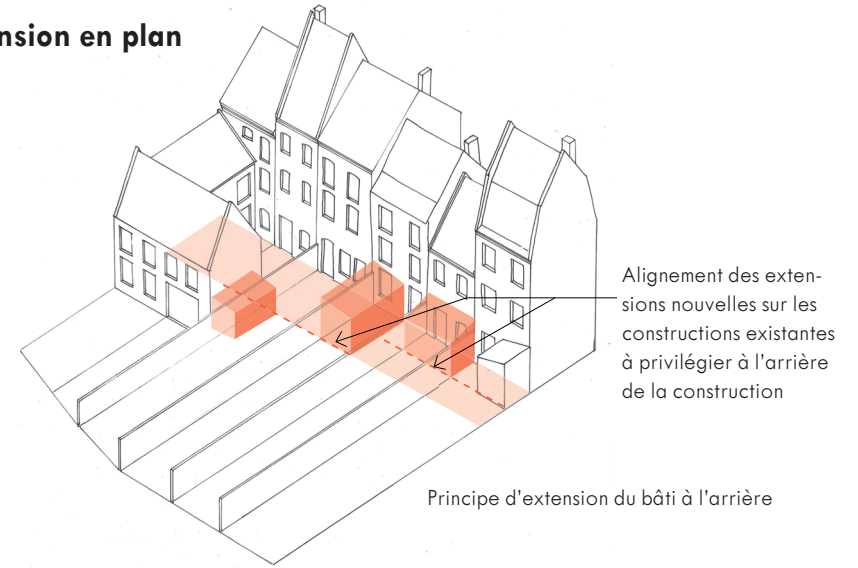 nsion en plan
Alignement des exten-
sions nouvelles sur les
constructions existantes
à privilégier à l'arrière
de la construction
Principe d'extension du bâti à l'arrière